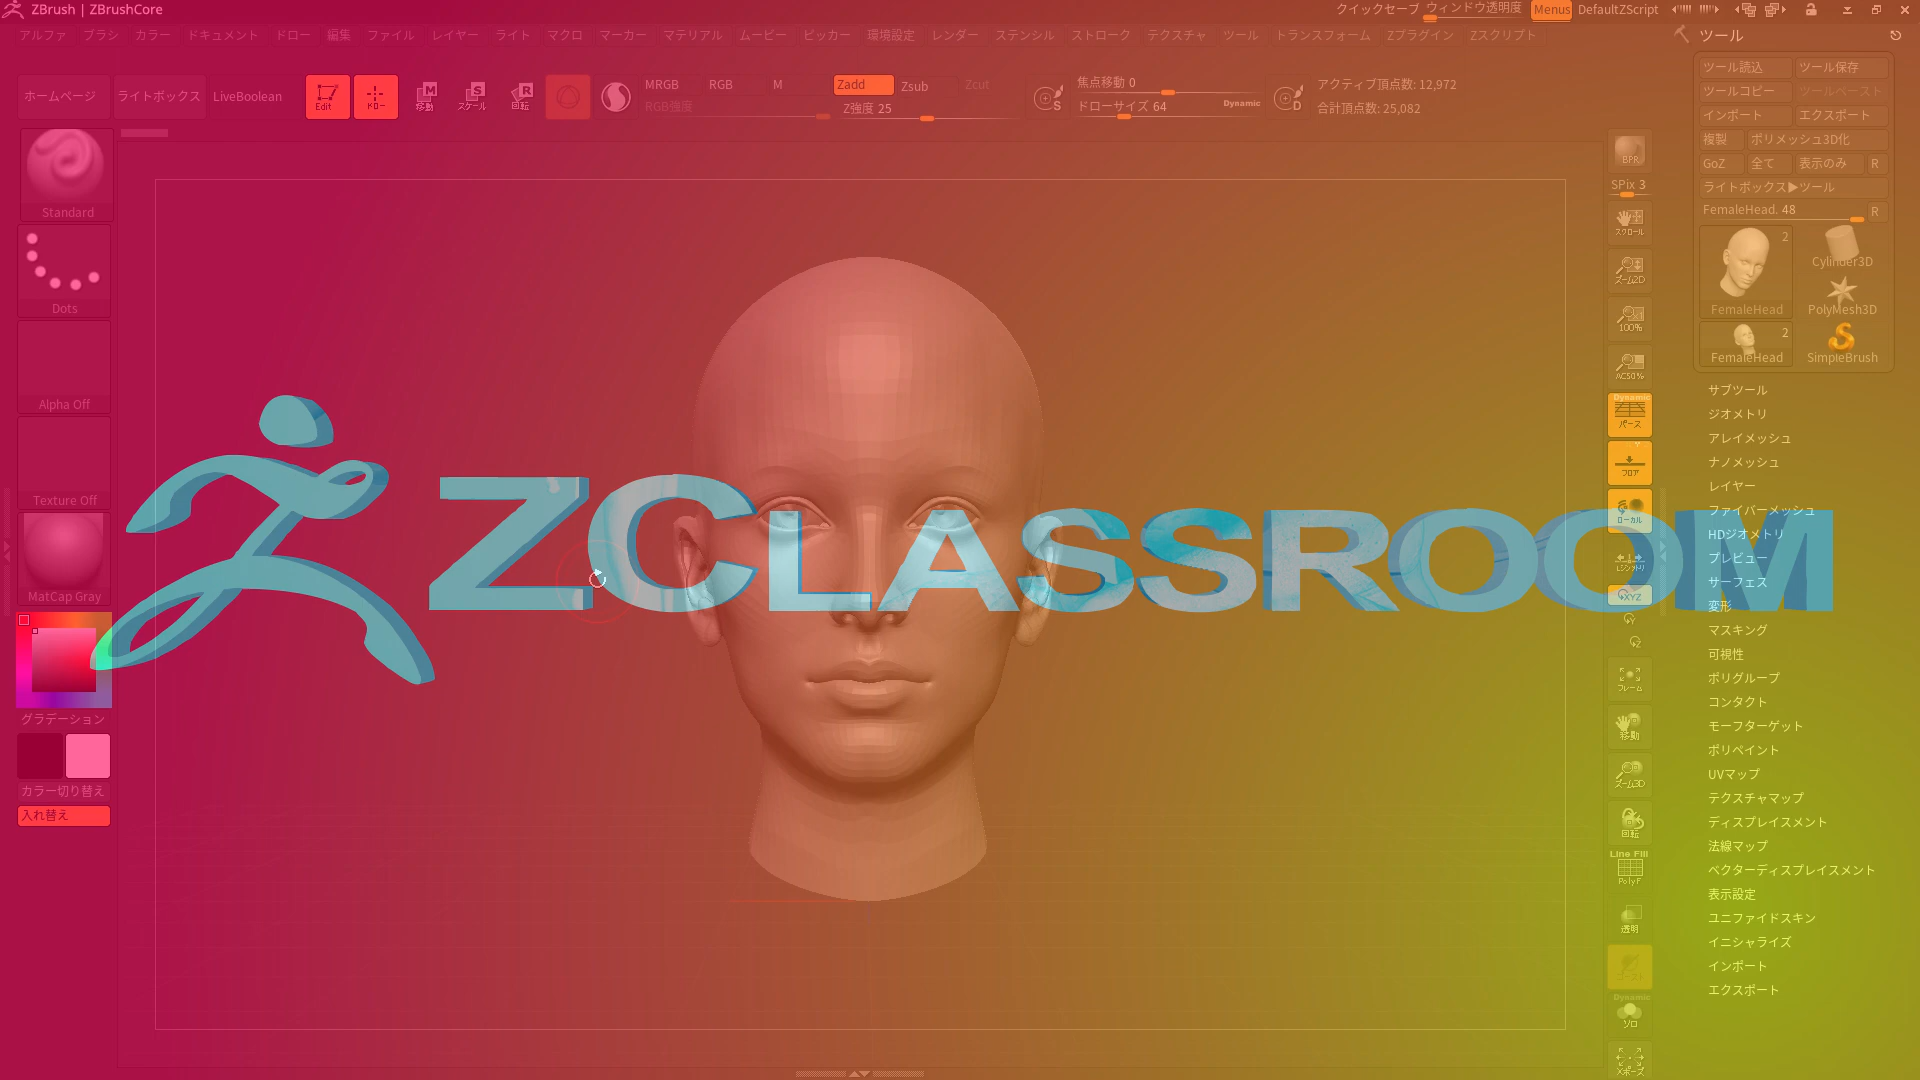 ZBrush | ZBrushCore
クイックセーブ ウィンドウ透明度 Menus DefaultZScript
アルファ ブラシ カラー ドキュメント ドロー 編集 ファイル レイヤー ライト マクロ マーカー マテリアル ムービー ピッカー 環境設定 レンダー ステンシル ストローク テクスチャ ツール トランスフォーム Zプラグイン Zスクリプト
ホームページ ライトボックス LiveBoolean Edit ドロー 移動 スケール 回転
MRGB RGB M Zadd Zsub Zcut
RGB強度 Z強度 25
焦点移動 0
ドローサイズ 64 Dynamic
S
D
アクティブ頂点数: 12,972
合計頂点数: 25,082
Standard
Dots
Alpha Off
Texture Off
MatCap Gray
グラデーション
カラー切り替え
入れ替え
ZCLASSROOM
BPR
SPix 3
スクロール
ズーム2D
100%
AC50%
Dynamic
パース
フロア
ローカル
XYZ
Y
Z
フレーム
移動
ズーム3D
回転
Line Fill
PolyF
透明
Dynamic
ソロ
Xポーズ
ツール
ツール読込 ツール保存
ツールコピー ツールペースト
インポート エクスポート
複製 ポリメッシュ3D化
GoZ 全て 表示のみ R
ライトボックス▶ツール
FemaleHead. 48 R
2
FemaleHead
Cylinder3D
PolyMesh3D
2
FemaleHead
SimpleBrush
サブツール
ジオメトリ
アレイメッシュ
ナノメッシュ
レイヤー
ファイバーメッシュ
HDジオメトリ
プレビュー
サーフェス
変形
マスキング
可視性
ポリグループ
コンタクト
モーフターゲット
ポリペイント
UVマップ
テクスチャマップ
ディスプレイスメント
法線マップ
ベクターディスプレイスメント
表示設定
ユニファイドスキン
イニシャライズ
インポート
エクスポート